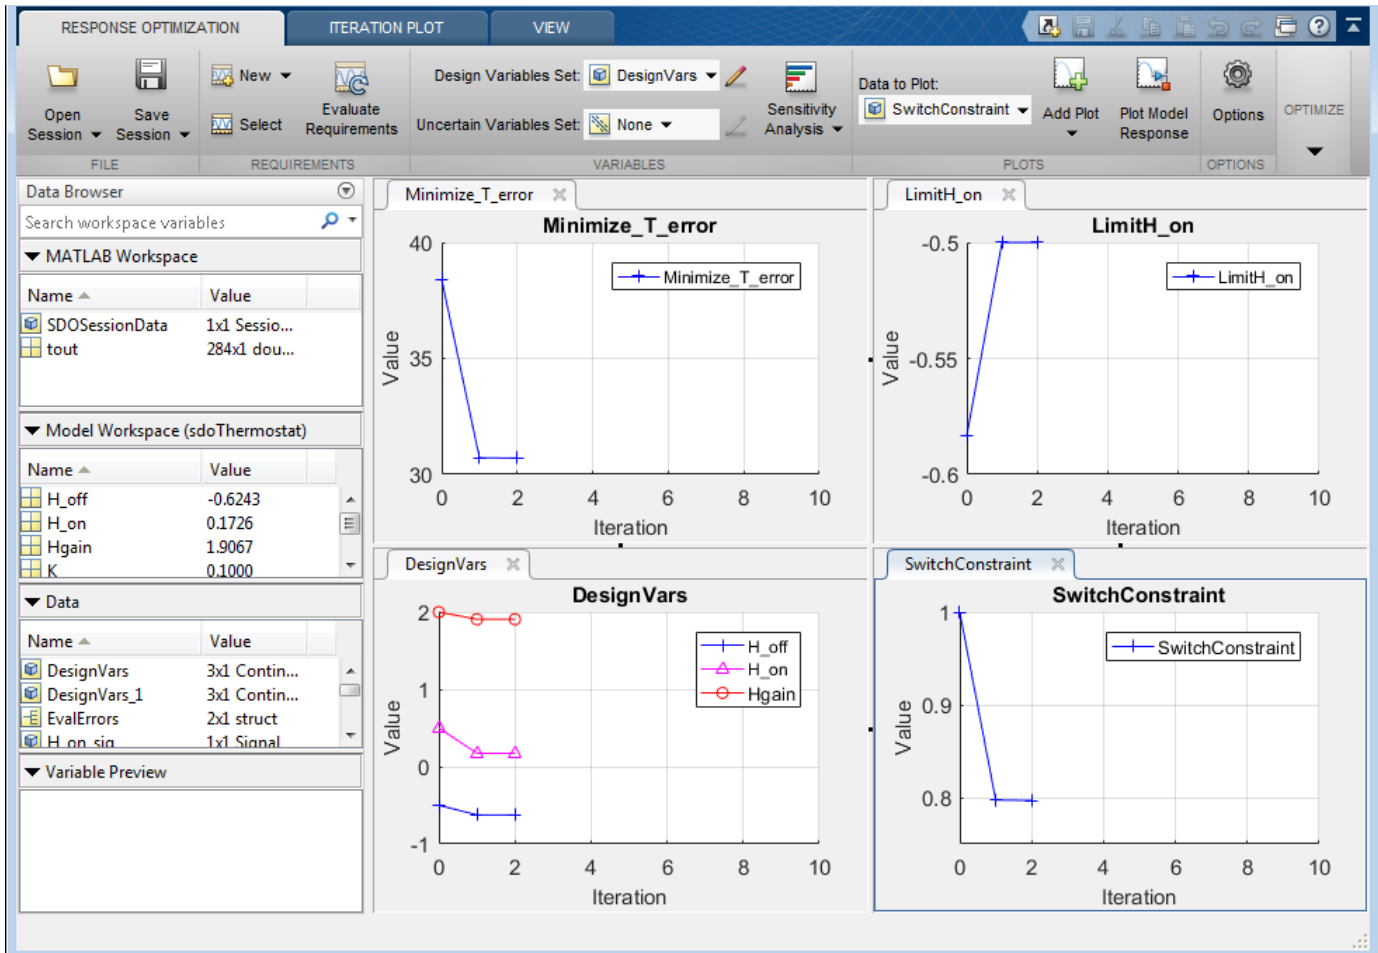 RESPONSE OPTIMIZATION
ITERATION PLOT
VIEW
Open Session
Save Session
New
Select
Evaluate Requirements
Design Variables Set: DesignVars
Uncertain Variables Set: None
Sensitivity Analysis
Data to Plot:
SwitchConstraint
Add Plot
Plot Model Response
Options
OPTIMIZE
FILE
REQUIREMENTS
VARIABLES
PLOTS
OPTIONS
Data Browser
Search workspace variables
MATLAB Workspace
Name Value
SDOSessionData 1x1 Sessio...
tout 284x1 dou...
Model Workspace (sdoThermostat)
Name Value
H_off -0.6243
H_on 0.1726
Hgain 1.9067
K 0.1000
Data
Name Value
DesignVars 3x1 Contin...
DesignVars_1 3x1 Contin...
EvalErrors 2x1 struct
H_on_sig 1x1 Signal
Variable Preview
Minimize_T_error
Minimize_T_error
40
35
30
Value
Minimize_T_error
0 2 4 6 8 10
Iteration
LimitH_on
LimitH_on
-0.5
-0.55
-0.6
Value
LimitH_on
0 2 4 6 8 10
Iteration
DesignVars
DesignVars
2
1
0
-1
Value
H_off
H_on
Hgain
0 2 4 6 8 10
Iteration
SwitchConstraint
SwitchConstraint
1
0.9
0.8
Value
SwitchConstraint
0 2 4 6 8 10
Iteration